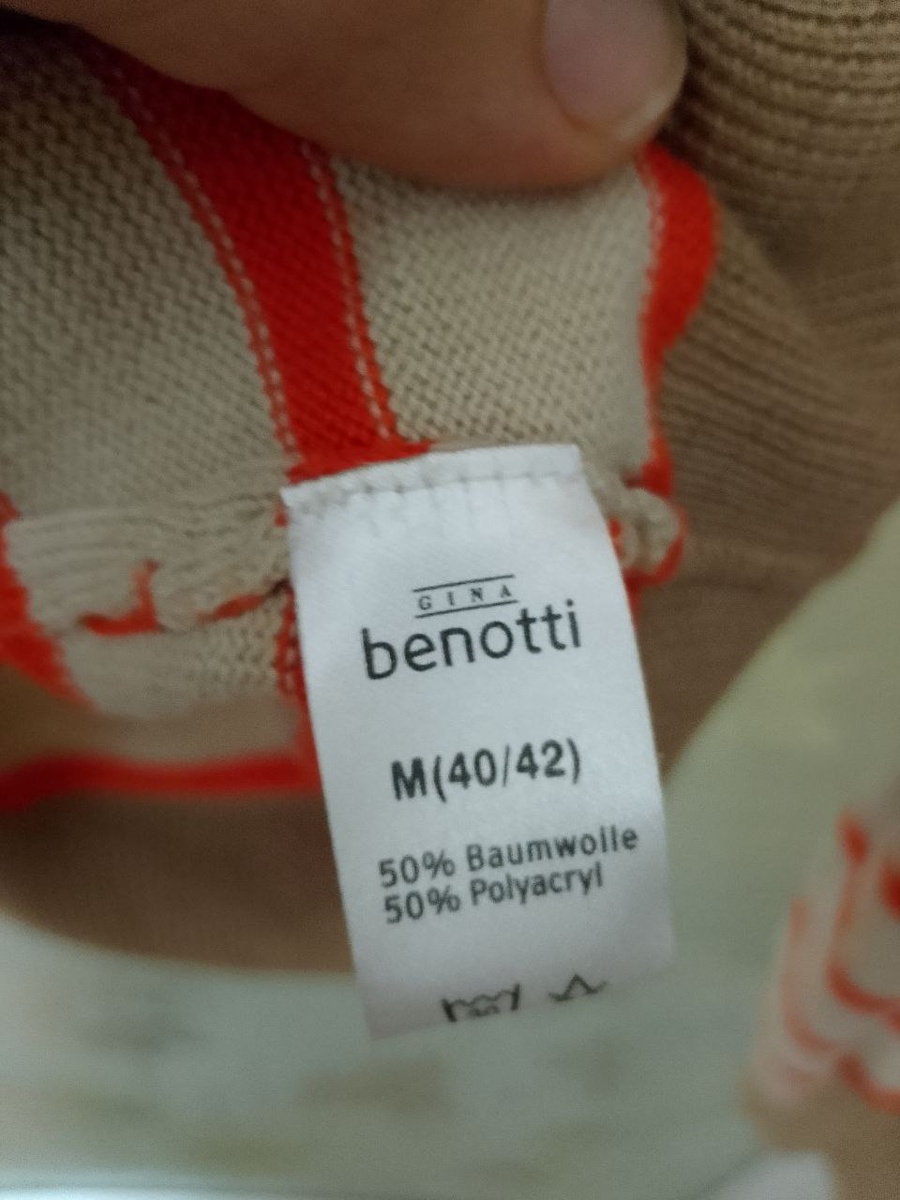 GINA
benotti
M(40/42)
50% Baumwolle
50% Polyacryl